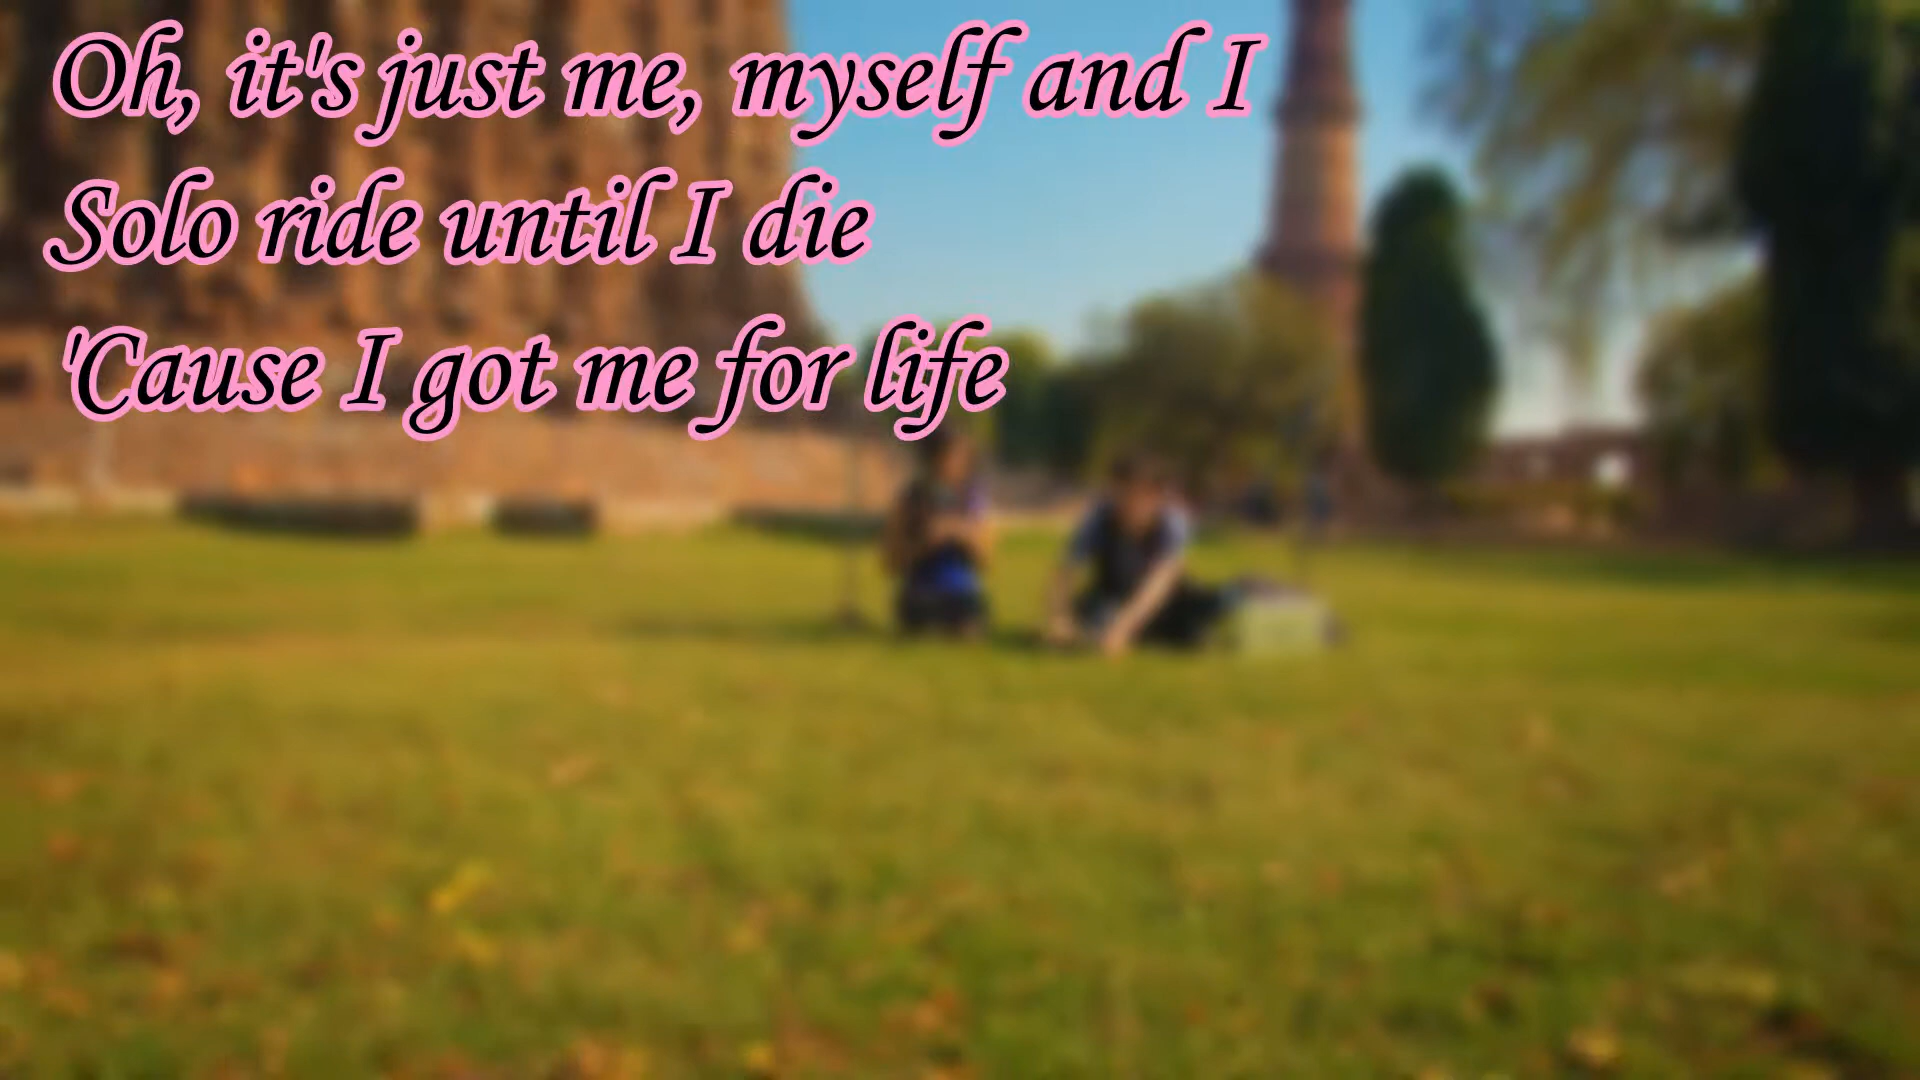 Oh, it's just me, myself and I
Solo ride until I die
'Cause I got me for life